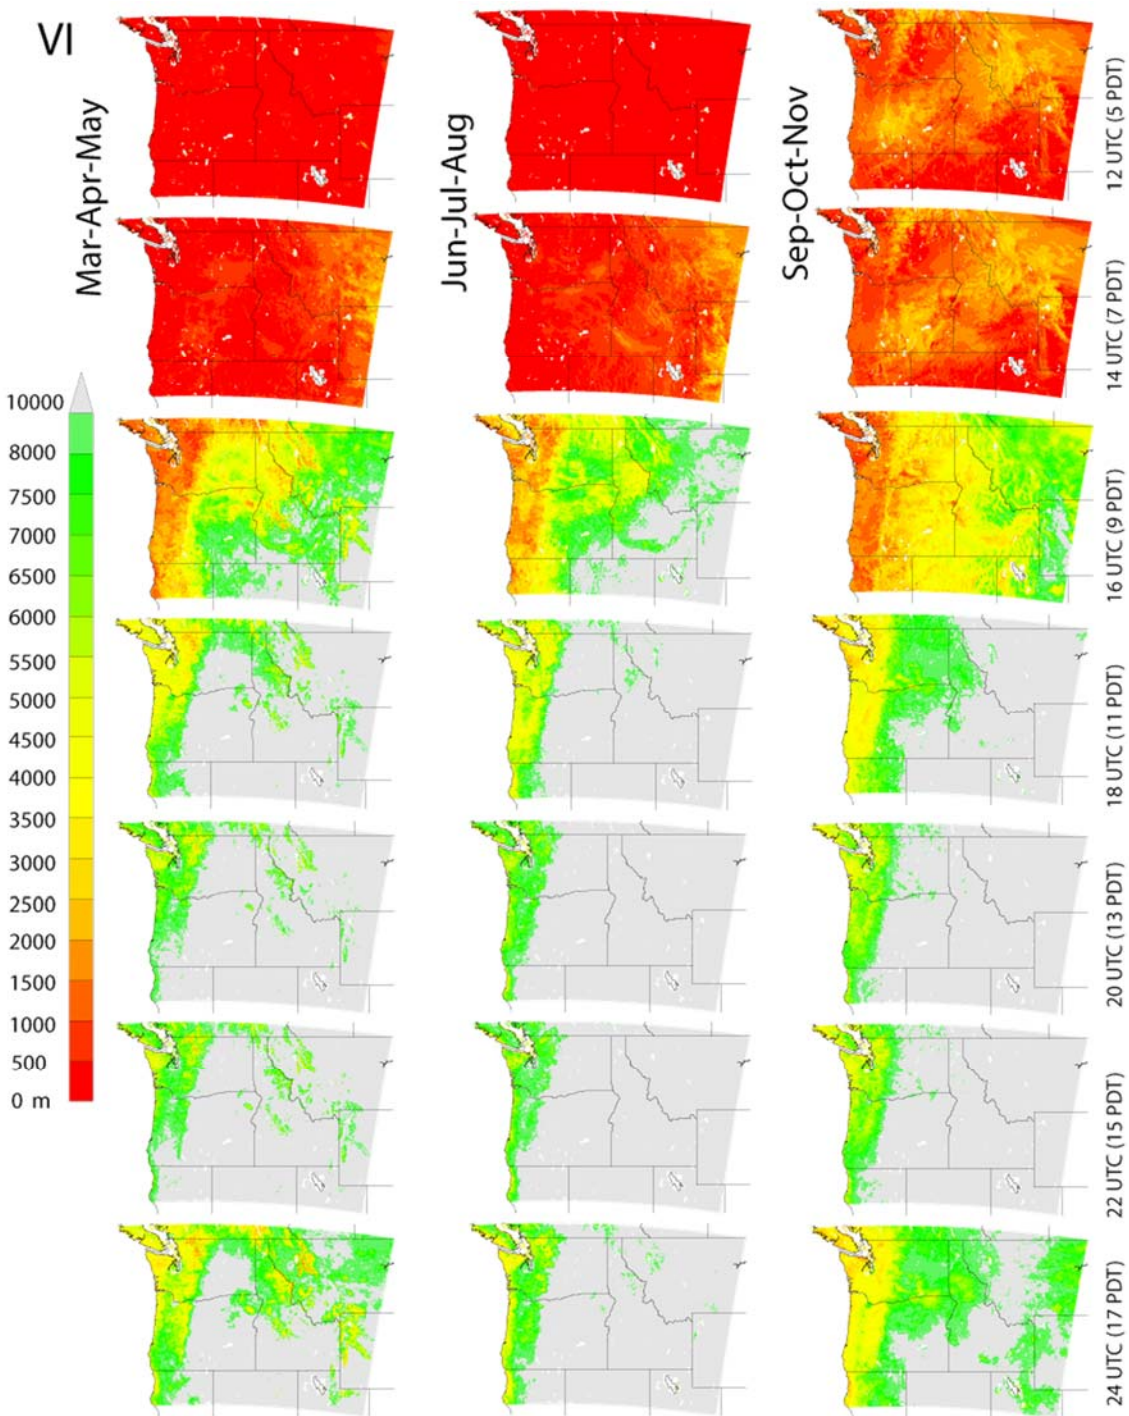 VI
Mar-Apr-May
Jun-Jul-Aug
Sep-Oct-Nov
12 UTC (5 PDT)
14 UTC (7 PDT)
16 UTC (9 PDT)
18 UTC (11 PDT)
20 UTC (13 PDT)
22 UTC (15 PDT)
24 UTC (17 PDT)
10000
8000
7500
7000
6500
6000
5500
5000
4500
4000
3500
3000
2500
2000
1500
1000
500
0 m